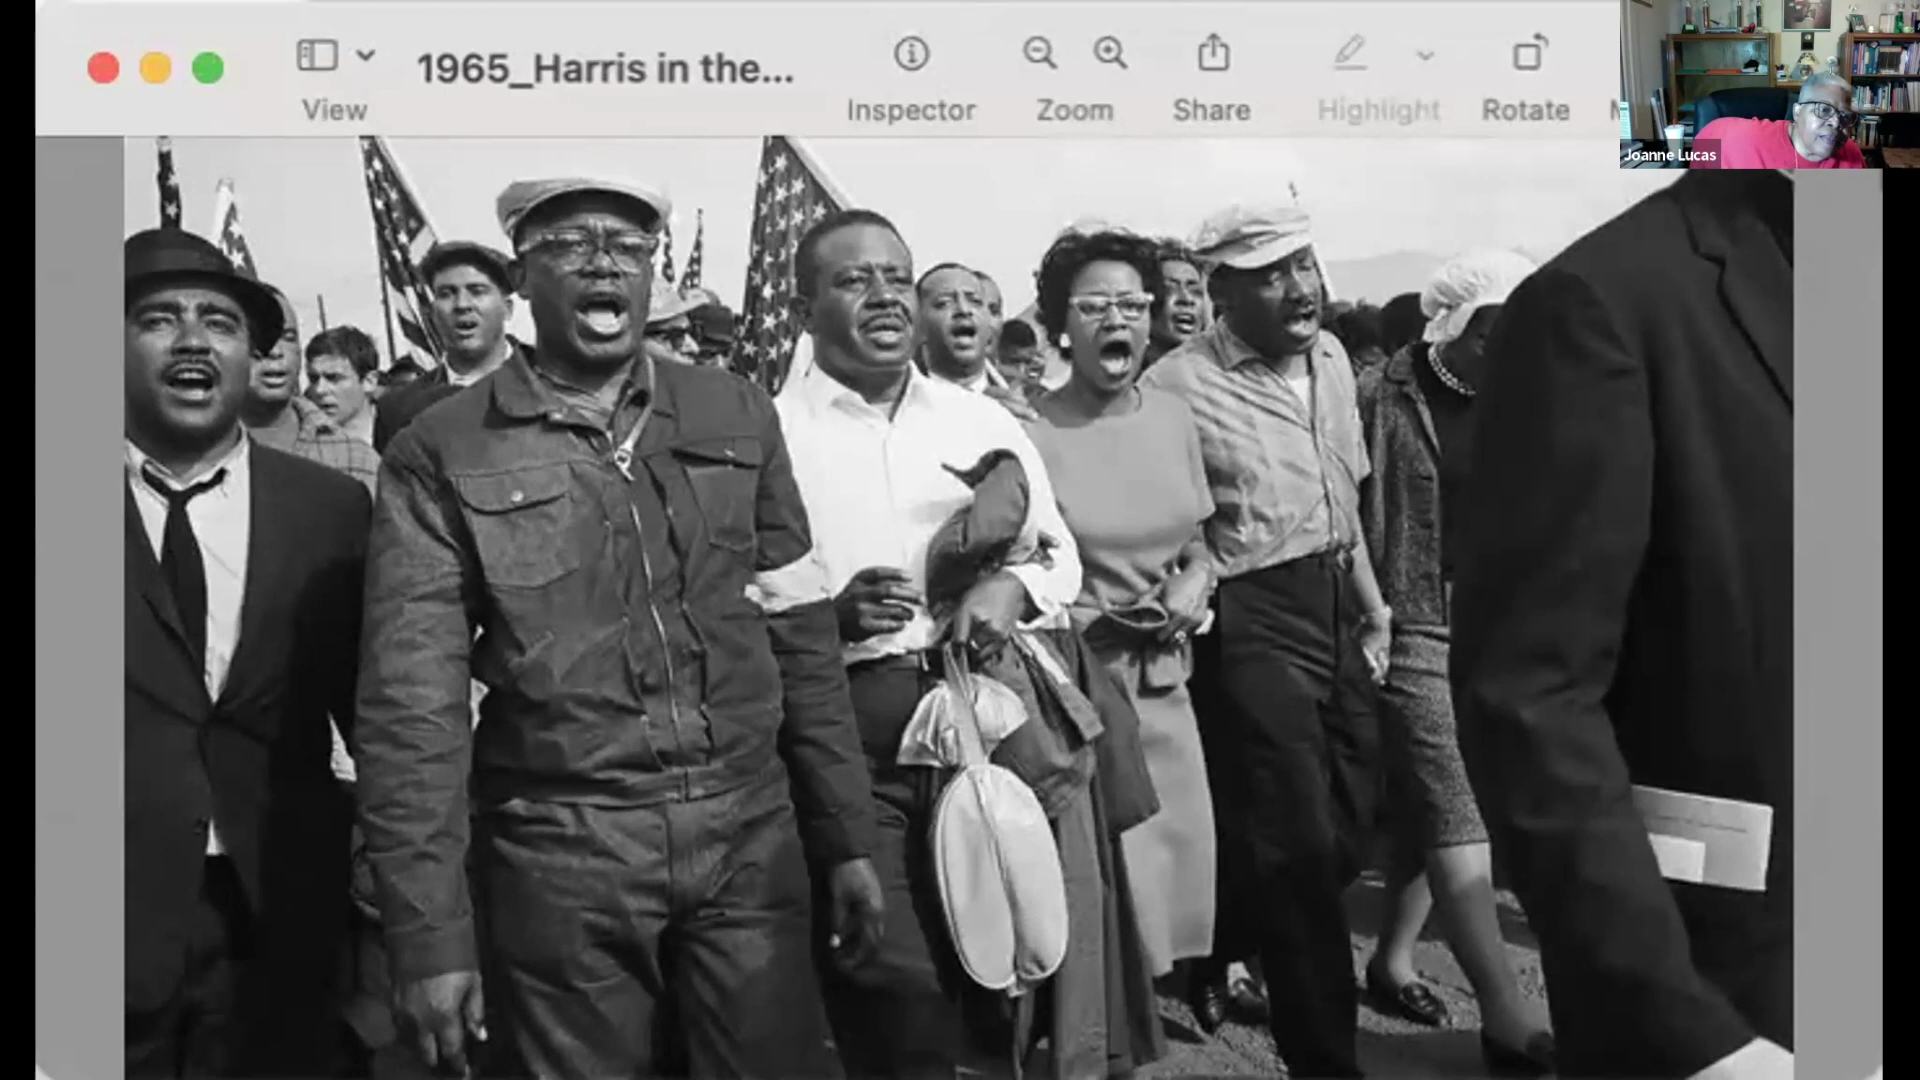 1965_Harris in the...
View
Inspector
Zoom
Share
Highlight
Rotate
Joanne Lucas